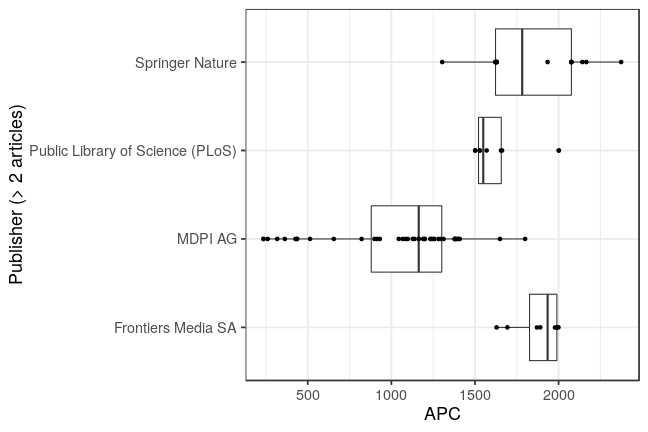 Publisher (> 2 articles)
Springer Nature
Public Library of Science (PLoS)
MDPI AG
Frontiers Media SA
500 1000 1500 2000
APC